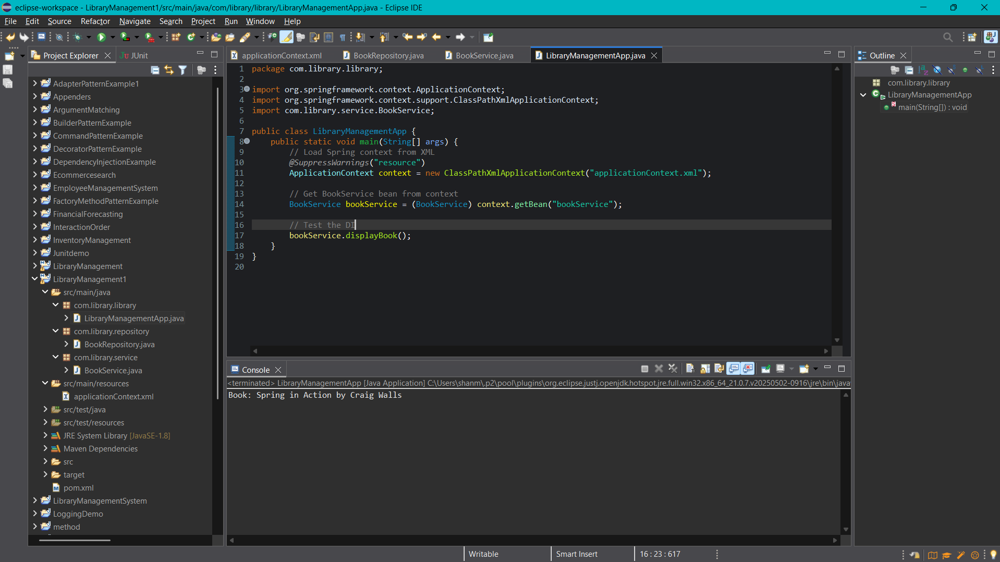 eclipse-workspace - LibraryManagement1/src/main/java/com/library/library/LibraryManagementApp.java - Eclipse IDE
File Edit Source Refactor Navigate Search Project Run Window Help
Project Explorer
JUnit
AdapterPatternExample1
Appenders
ArgumentMatching
BuilderPatternExample
CommandPatternExample
DecoratorPatternExample
DependencyInjectionExample
Ecommercesearch
EmployeeManagementSystem
FactoryMethodPatternExample
FinancialForecasting
InteractionOrder
InventoryManagement
Junitdemo
LibraryManagement
LibraryManagement1
src/main/java
com.library.library
LibraryManagementApp.java
com.library.repository
BookRepository.java
com.library.service
BookService.java
src/main/resources
applicationContext.xml
src/test/java
src/test/resources
JRE System Library [JavaSE-1.8]
Maven Dependencies
src
target
pom.xml
LibraryManagementSystem
LoggingDemo
method
applicationContext.xml BookRepository.java BookService.java LibraryManagementApp.java
1 package com.library.library;
2
3 import org.springframework.context.ApplicationContext;
4 import org.springframework.context.support.ClassPathXmlApplicationContext;
5 import com.library.service.BookService;
6
7 public class LibraryManagementApp {
8 public static void main(String[] args) {
9 // Load Spring context from XML
10 @SuppressWarnings("resource")
11 ApplicationContext context = new ClassPathXmlApplicationContext("applicationContext.xml");
12
13 // Get BookService bean from context
14 BookService bookService = (BookService) context.getBean("bookService");
15
16 // Test the DI
17 bookService.displayBook();
18 }
19 }
20
Console
<terminated> LibraryManagementApp [Java Application] C:\Users\shanm\.p2\pool\plugins\org.eclipse.justj.openjdk.hotspot.jre.full.win32.x86_64_21.0.7.v20250502-0916\jre\bin\java
Book: Spring in Action by Craig Walls
Outline
com.library.library
LibraryManagementApp
main(String[]) : void
Writable
Smart Insert
16 : 23 : 617